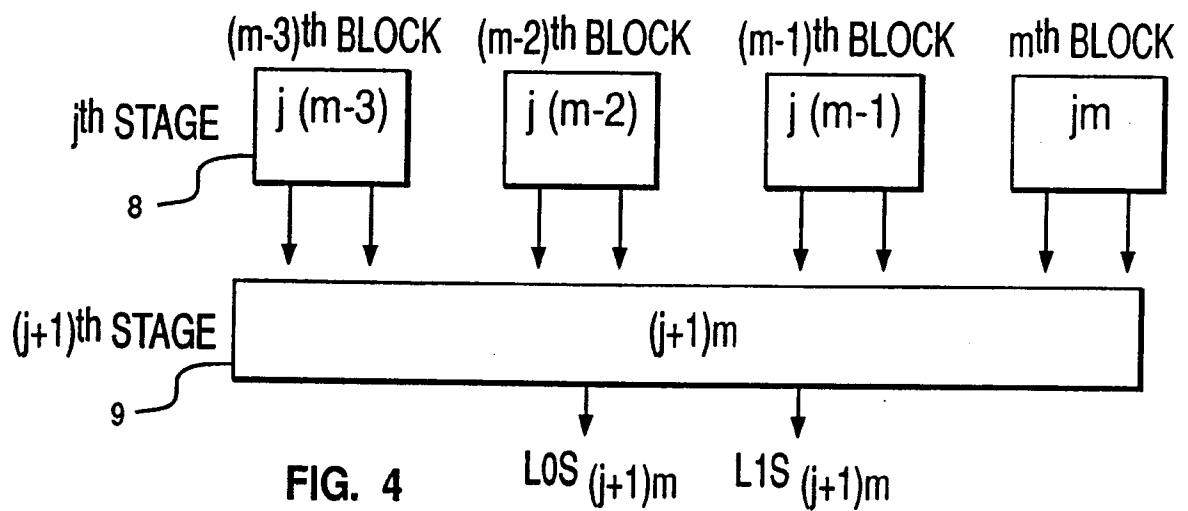 (m-3)th BLOCK (m-2)th BLOCK (m-1)th BLOCK mth BLOCK
jth STAGE j (m-3) j (m-2) j (m-1) jm
8
(j+1)th STAGE (j+1)m
9
L0S (j+1)m L1S (j+1)m
FIG. 4